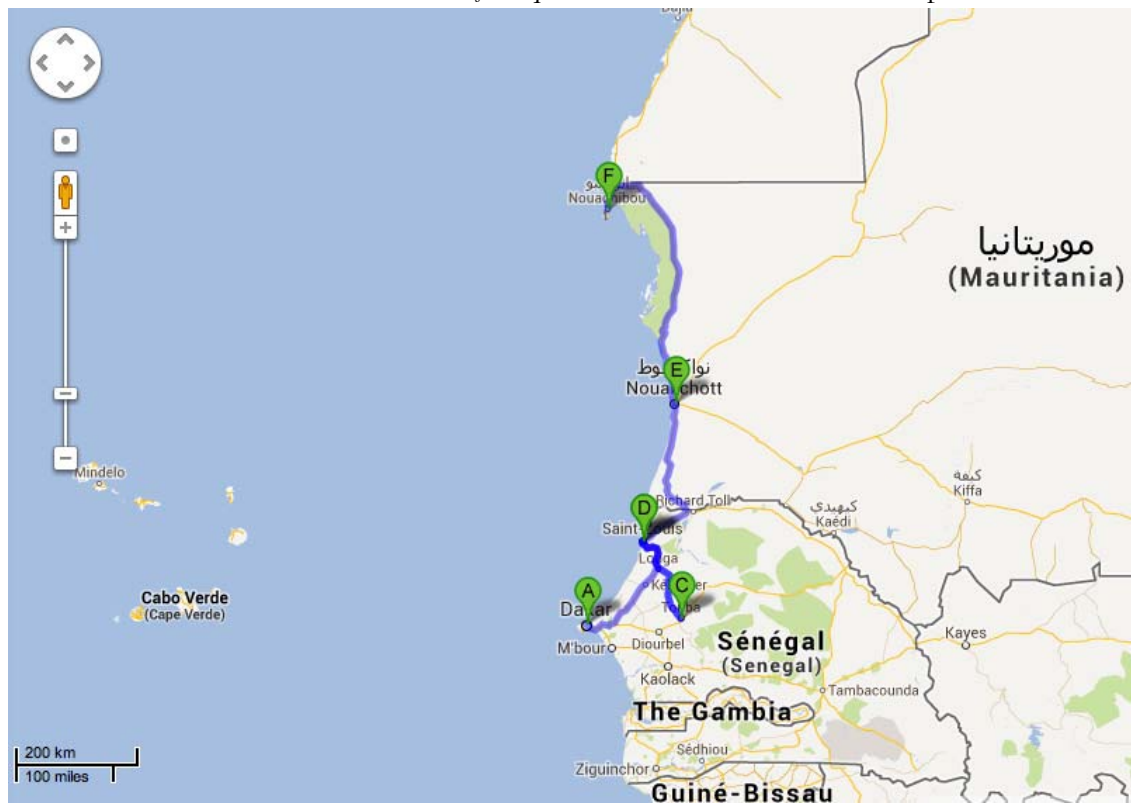 Nouadhibou
F
موريتانيا
(Mauritania)
E
Nouakchott
Mindelo
كيفة
Kiffa
Richard Toll
كيهيدي
Kaédi
D
Saint-Louis
Louga
Cabo Verde
(Cape Verde)
A
C
Dakar
Touba
M'bour
Diourbel
Sénégal
(Senegal)
Kayes
Kaolack
Tambacounda
The Gambia
200 km
100 miles
Sédhiou
Ziguinchor
Guiné-Bissau